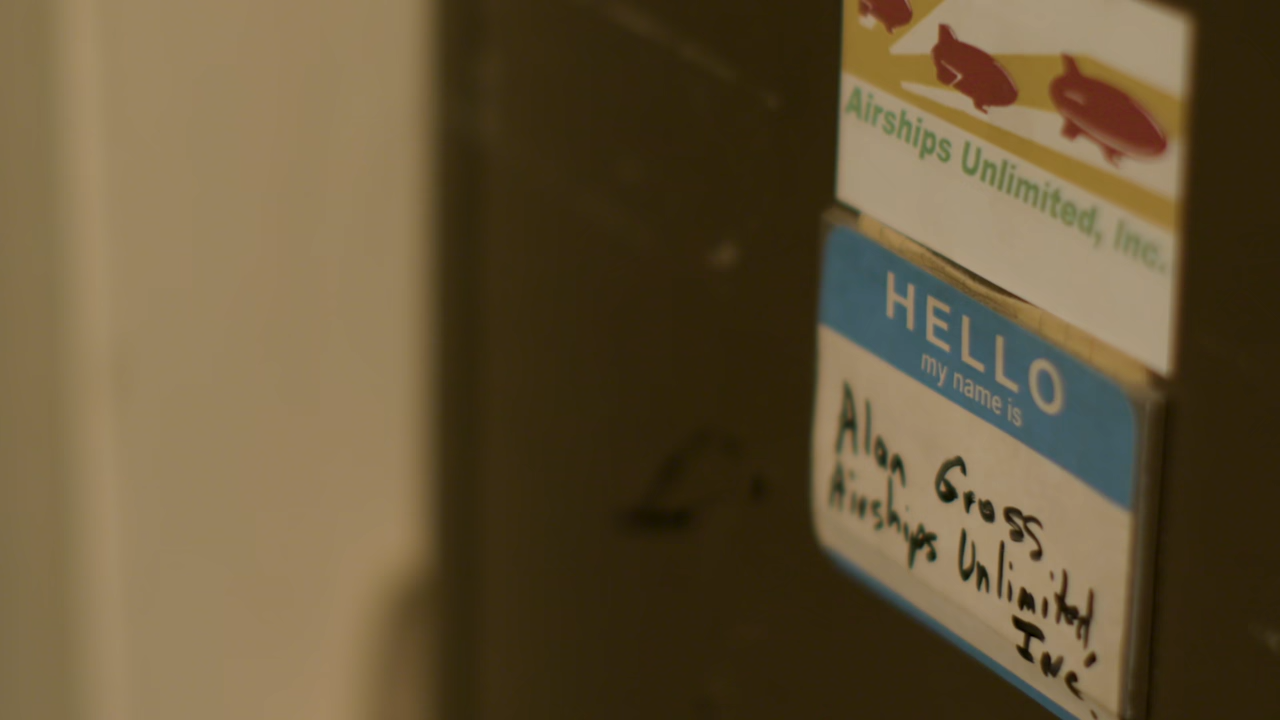 Airships Unlimited, Inc.
HELLO
my name is
Alan Gross
Airships Unlimited,
Inc.